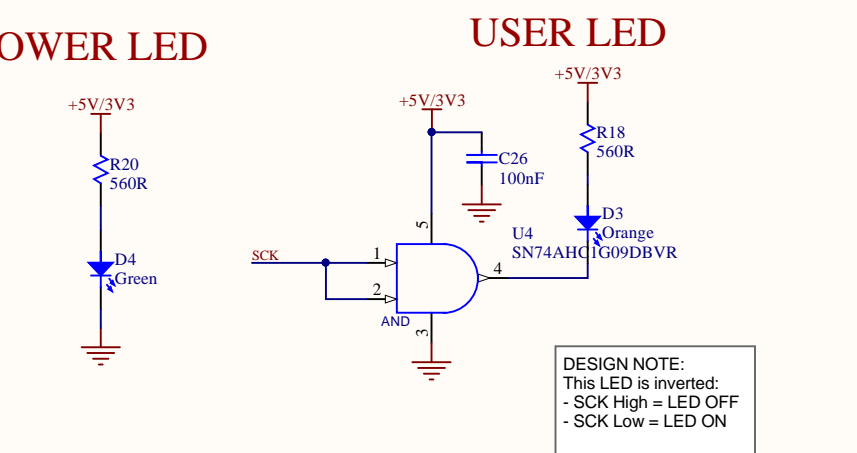 OWER LED
USER LED
+5V/3V3
R20
560R
D4
Green
+5V/3V3
C26
100nF
SCK
1
2
5
4
3
AND
U4
SN74AHC1G09DBVR
+5V/3V3
R18
560R
D3
Orange
DESIGN NOTE:
This LED is inverted:
- SCK High = LED OFF
- SCK Low = LED ON